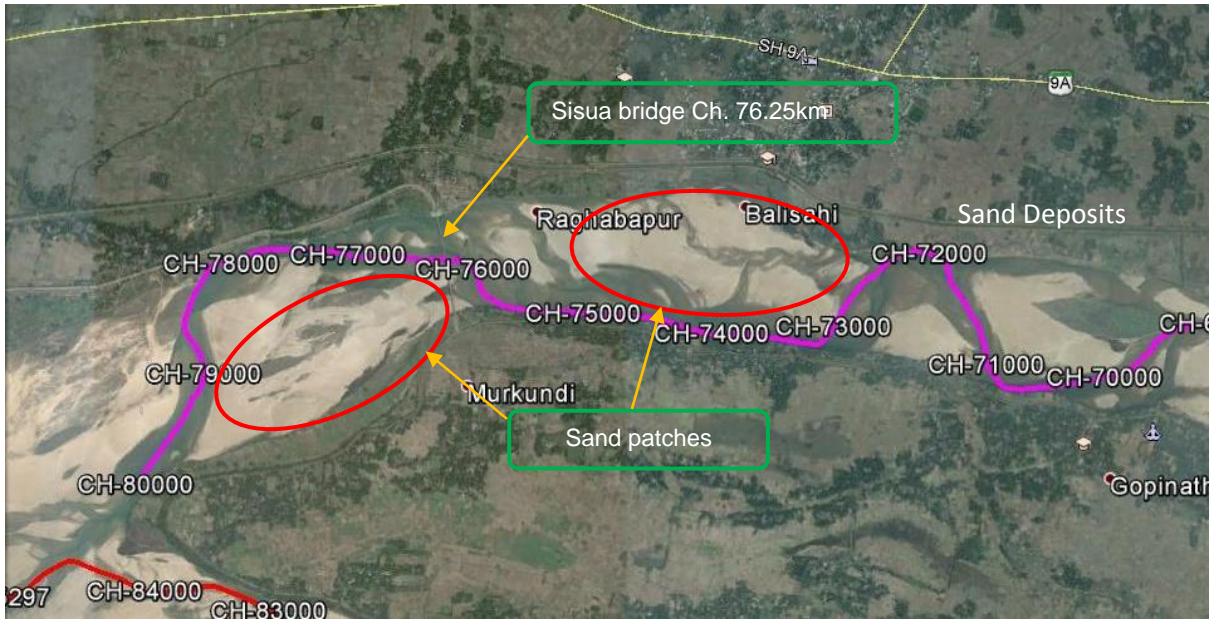 SH 9A
9A
Sisua bridge Ch. 76.25km
Raghabapur
Balisahi
Sand Deposits
CH-78000
CH-77000
CH-76000
CH-72000
CH-75000
CH-74000
CH-73000
CH-79000
CH-71000
CH-70000
Murkundi
Sand patches
CH-80000
Gopinath
297
CH-84000
CH-83000